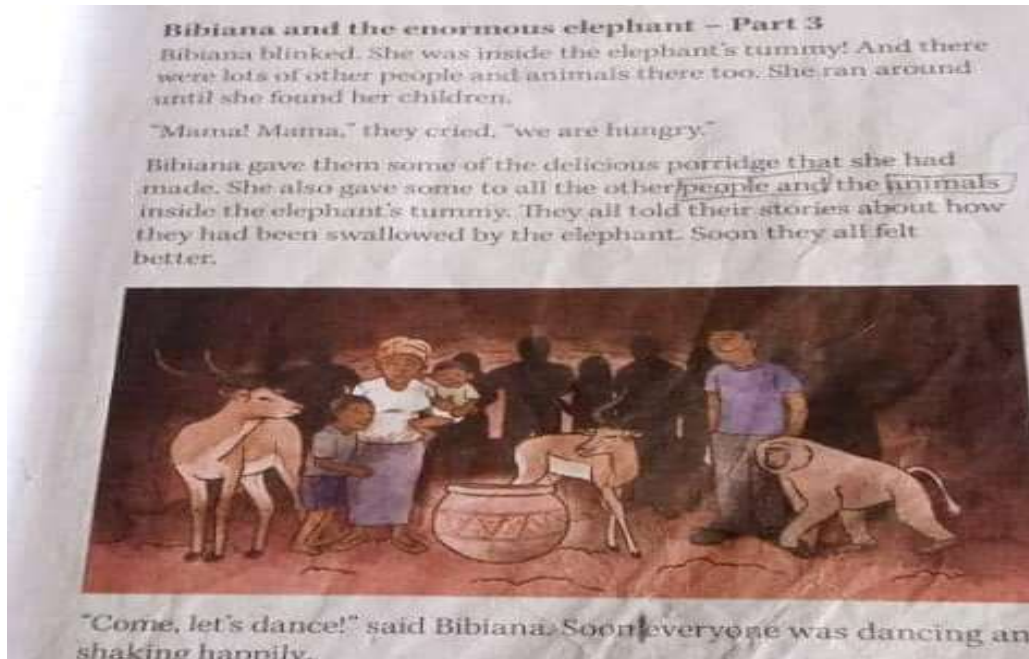 Bibiana and the enormous elephant – Part 3
Bibiana blinked. She was inside the elephant's tummy! And there
were lots of other people and animals there too. She ran around
until she found her children.
"Mama! Mama," they cried, "we are hungry."
Bibiana gave them some of the delicious porridge that she had
made. She also gave some to all the other people and the animals
inside the elephant's tummy. They all told their stories about how
they had been swallowed by the elephant. Soon they all felt
better.
"Come, let's dance!" said Bibiana. Soon everyone was dancing an
shaking happily.